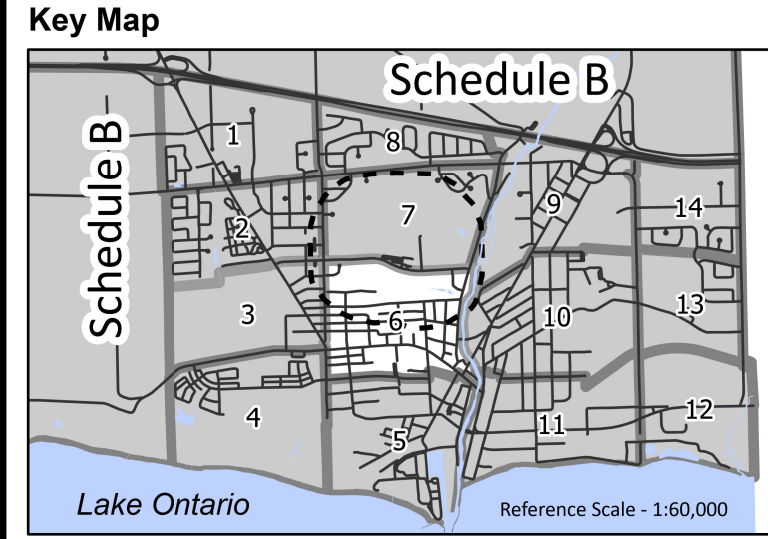 Key Map
Schedule B
Schedule B
1
8
2
7
9
14
3
6
10
13
4
5
11
12
Lake Ontario
Reference Scale - 1:60,000